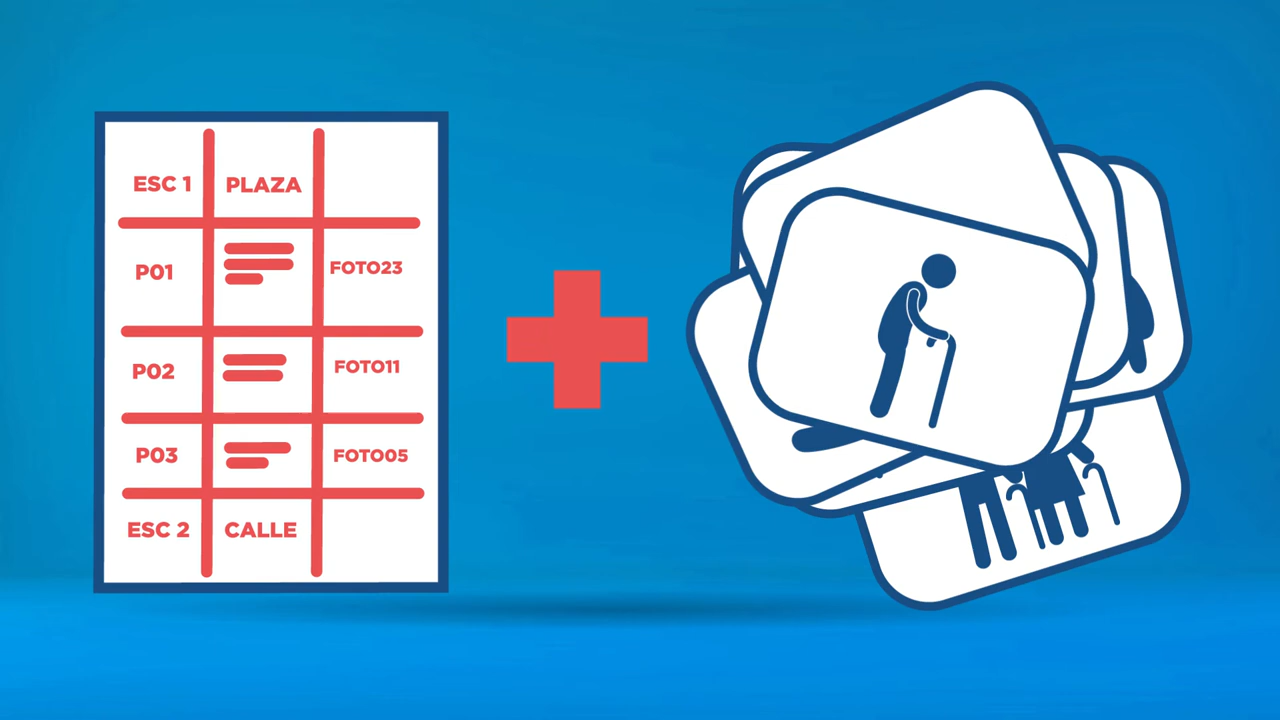 ESC 1 PLAZA
P01 FOTO23
P02 FOTO11
P03 FOTO05
ESC 2 CALLE